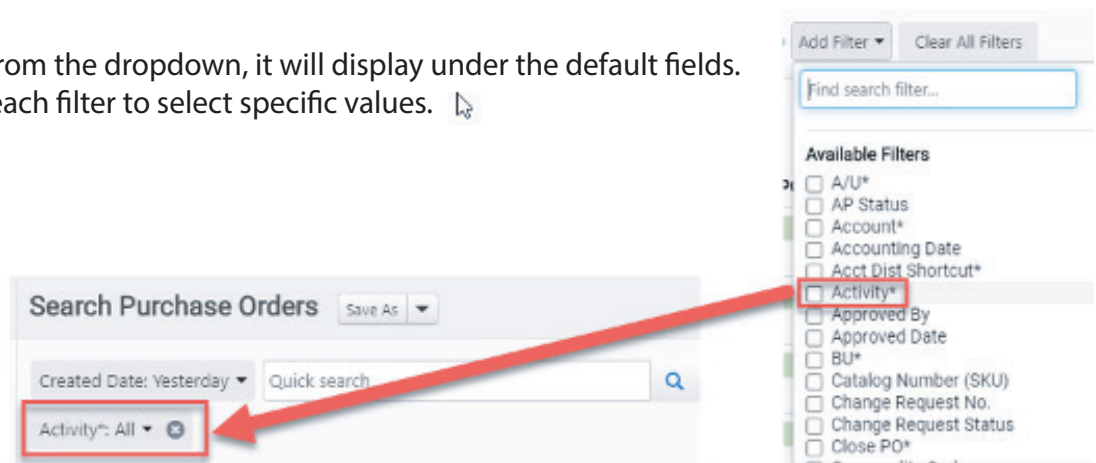 rom the dropdown, it will display under the default fields.
each filter to select specific values.
Add Filter Clear All Filters
Find search filter...
Available Filters
A/U*
AP Status
Account*
Accounting Date
Acct Dist Shortcut*
Activity*
Approved By
Approved Date
BU*
Catalog Number (SKU)
Change Request No.
Change Request Status
Close PO*
Search Purchase Orders Save As
Created Date: Yesterday Quick search
Activity*: All